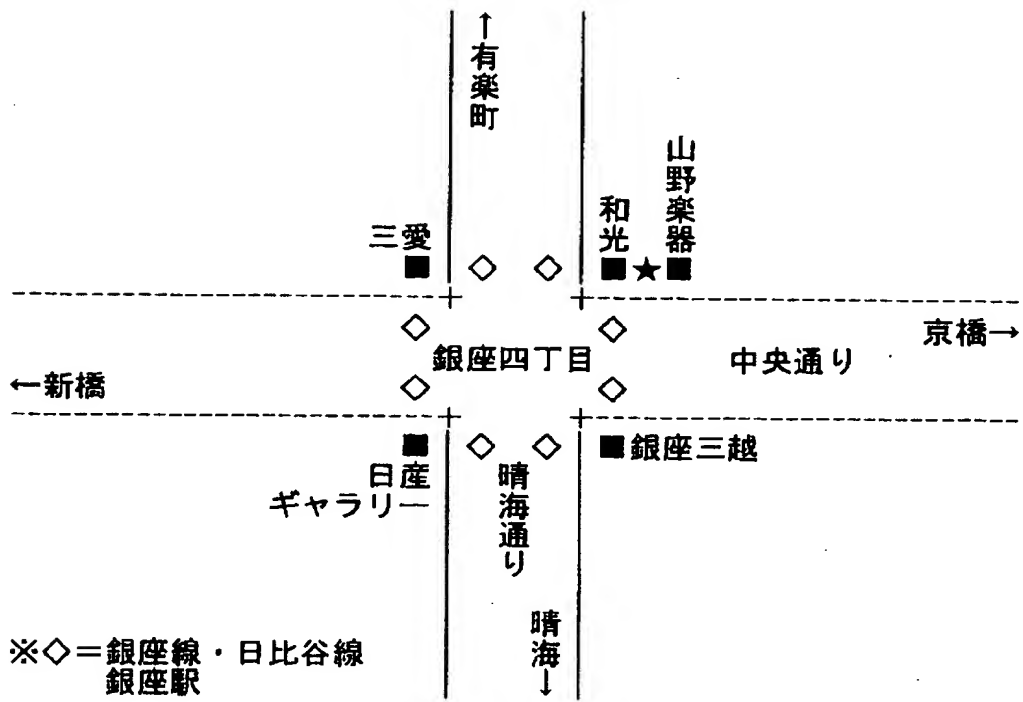 ↑有楽町
山野楽器
和光
三愛
■ ◇ ◇ ■★■
◇ ◇
京橋→
銀座四丁目
中央通り
←新橋
◇ ◇
■ ◇ ◇ ■銀座三越
日産
ギャラリー
晴海通り
晴海↓
※◇=銀座線・日比谷線
銀座駅